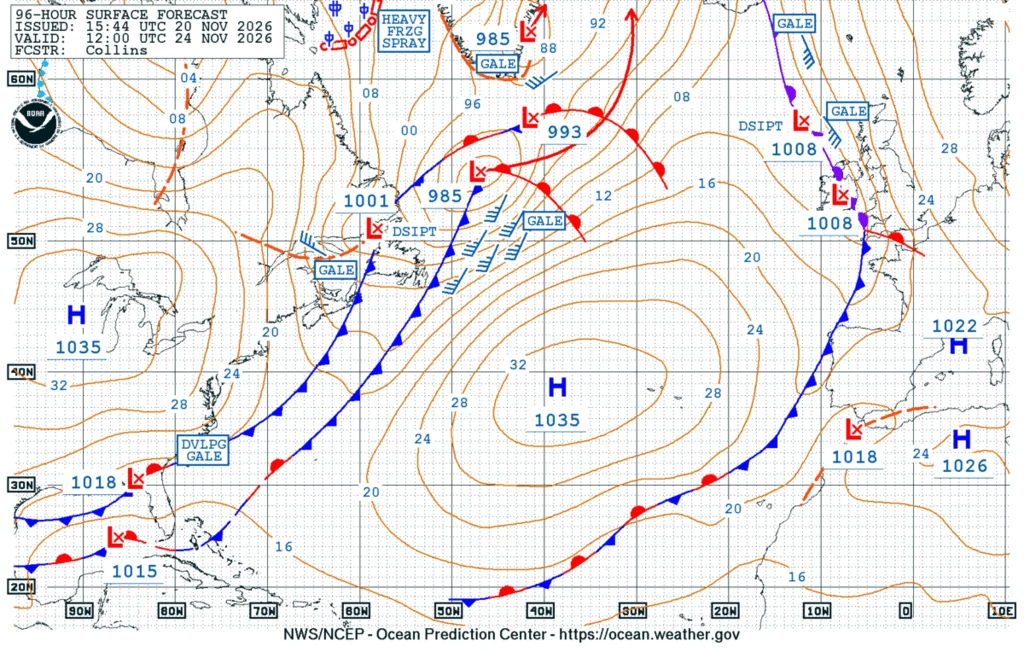 96-HOUR SURFACE FORECAST
ISSUED: 15:44 UTC 20 NOV 2026
VALID: 12:00 UTC 24 NOV 2026
FCSTR: Collins
HEAVY
FRZG
SPRAY
985
GALE
88
92
GALE
60N
04
NOAA
08
08
96
00
L
993
08
DSIPT
L
1008
GALE
28
20
1001
985
L
12
16
L
1008
24
28
50N
L
DSIPT
GALE
GALE
20
H
1035
20
24
1022
H
40N
32
24
28
32
H
1035
28
28
24
DVLPG
GALE
L
1018
24
H
1026
1018
L
30N
20
20
L
1015
16
16
20N
90W
80W
70W
60W
50W
40W
30W
20W
10W
0
10E
NWS/NCEP - Ocean Prediction Center - https://ocean.weather.gov